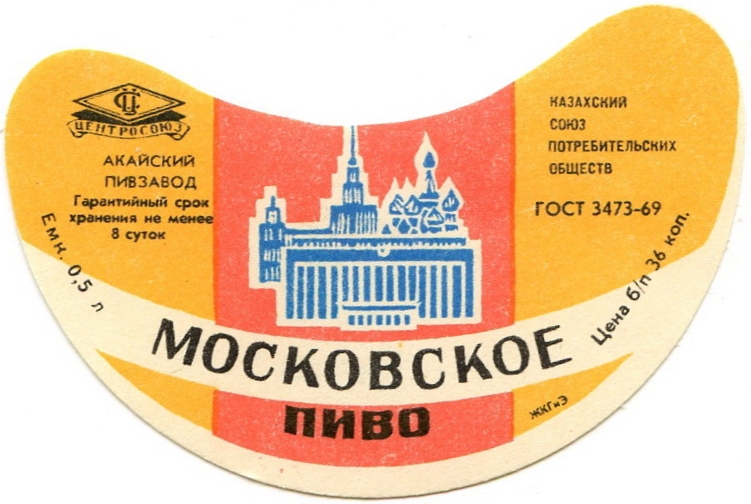 ЦС
ЦЕНТРОСОЮЗ
АКАЙСКИЙ
ПИВЗАВОД
Гарантийный срок
хранения не менее
8 суток
Емк. 0,5 л
КАЗАХСКИЙ
СОЮЗ
ПОТРЕБИТЕЛЬСКИХ
ОБЩЕСТВ
ГОСТ 3473-69
Цена б/п 36 коп.
МОСКОВСКОЕ
ПИВО
ЖКГиЭ